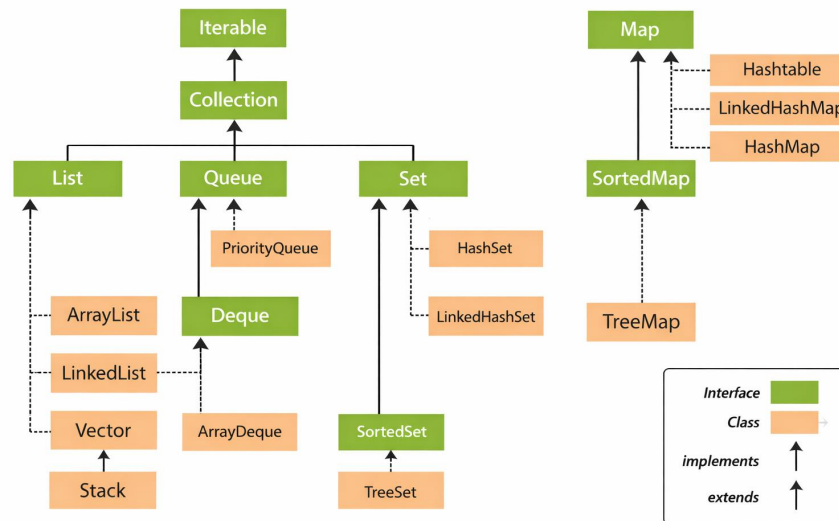 Iterable
Map
Hashtable
Collection
LinkedHashMap
HashMap
List
Queue
Set
SortedMap
PriorityQueue
HashSet
ArrayList
Deque
LinkedHashSet
TreeMap
LinkedList
Vector
ArrayDeque
SortedSet
Stack
TreeSet
Interface
Class
implements
extends